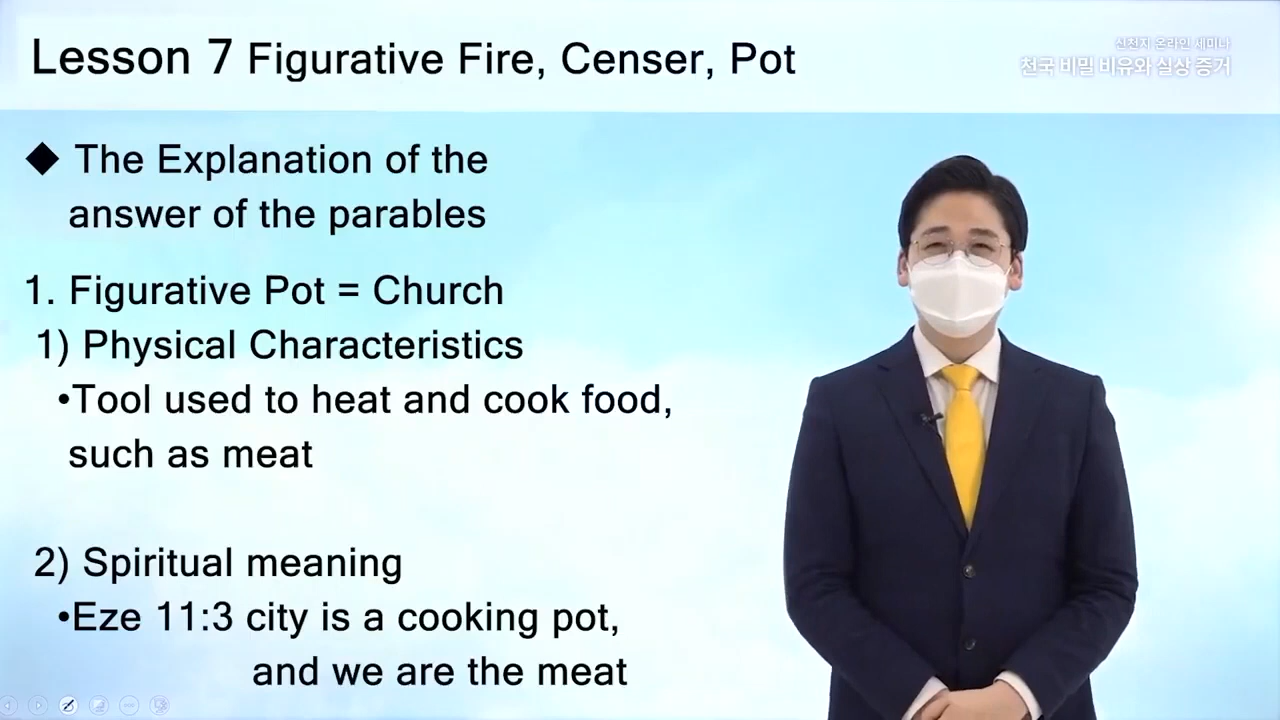 Lesson 7 Figurative Fire, Censer, Pot
신천지 온라인 세미나
천국 비밀 비유와 실상 증거
◆ The Explanation of the
answer of the parables
1. Figurative Pot = Church
1) Physical Characteristics
•Tool used to heat and cook food,
such as meat
2) Spiritual meaning
•Eze 11:3 city is a cooking pot,
and we are the meat